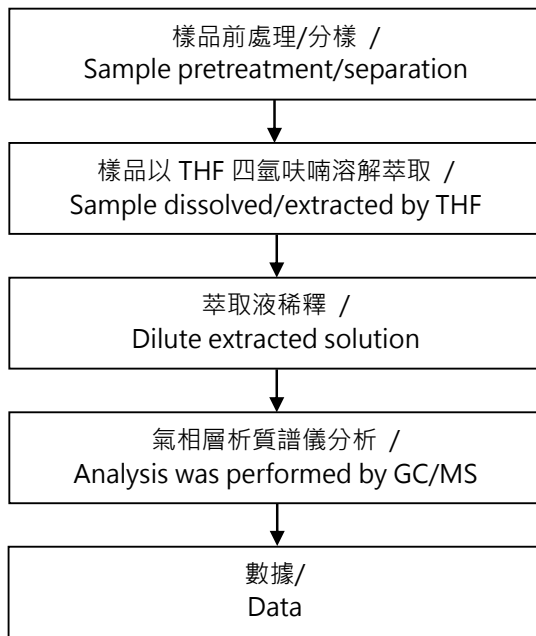 樣品前處理/分樣 /
Sample pretreatment/separation
樣品以 THF 四氫呋喃溶解萃取 /
Sample dissolved/extracted by THF
萃取液稀釋 /
Dilute extracted solution
氣相層析質譜儀分析 /
Analysis was performed by GC/MS
數據/
Data